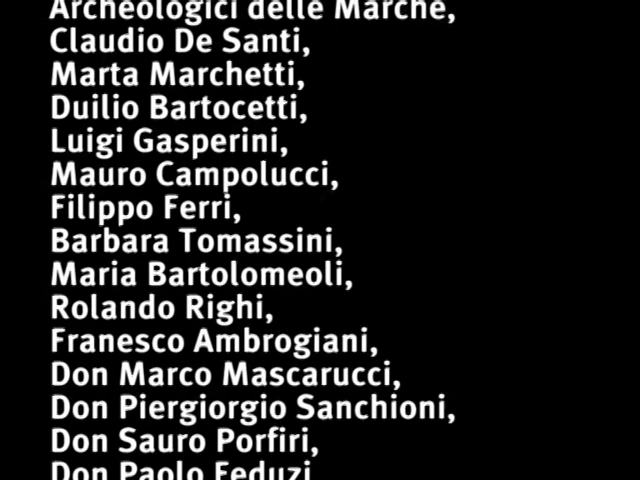 Archeologici delle Marche,
Claudio De Santi,
Marta Marchetti,
Duilio Bartocetti,
Luigi Gasperini,
Mauro Campolucci,
Filippo Ferri,
Barbara Tomassini,
Maria Bartolomeoli,
Rolando Righi,
Franesco Ambrogiani,
Don Marco Mascarucci,
Don Piergiorgio Sanchioni,
Don Sauro Porfiri,
Don Paolo Feduzi